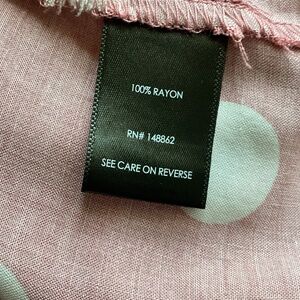 100% RAYON
RN# 148862
SEE CARE ON REVERSE